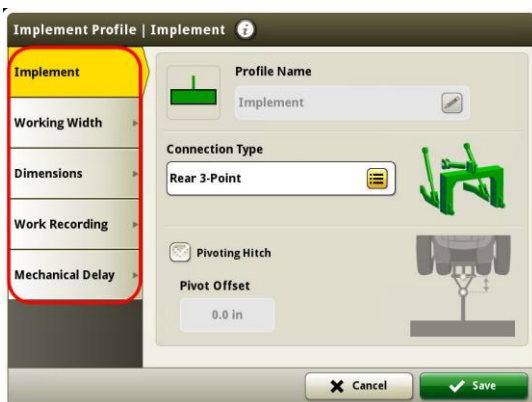 Implement Profile | Implement i
Implement
Working Width
Dimensions
Work Recording
Mechanical Delay
Profile Name
Implement
Connection Type
Rear 3-Point
Pivoting Hitch
Pivot Offset
0.0 in
Cancel
Save